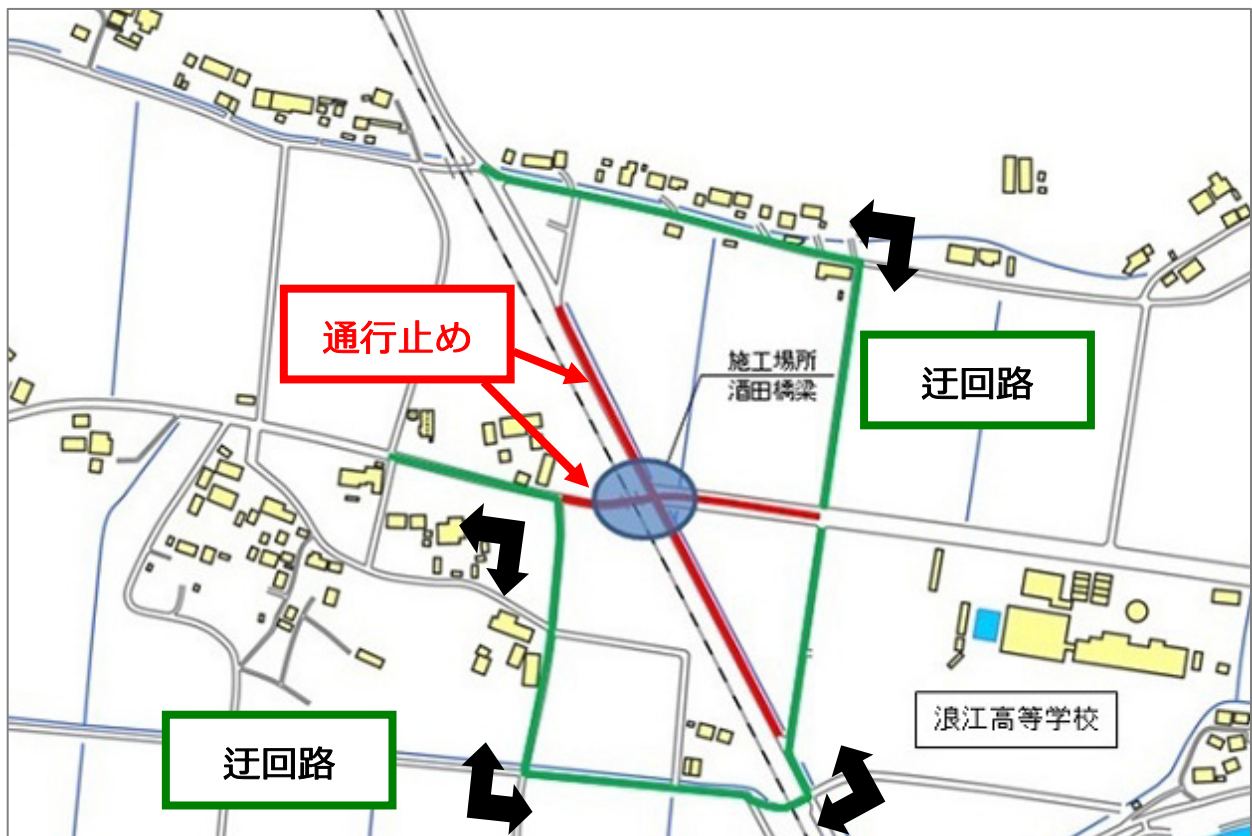 通行止め
施工場所
酒田橋梁
迂回路
浪江高等学校
迂回路